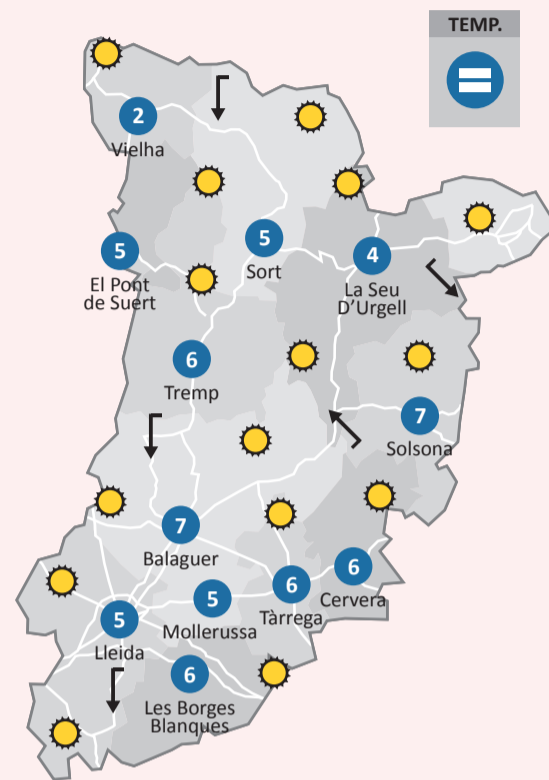 TEMP.
2
Vielha
5
El Pont
de Suert
5
Sort
4
La Seu
D'Urgell
6
Tremp
7
Solsona
7
Balaguer
6
Cervera
6
Tàrrega
5
Mollerussa
5
Lleida
6
Les Borges
Blanques